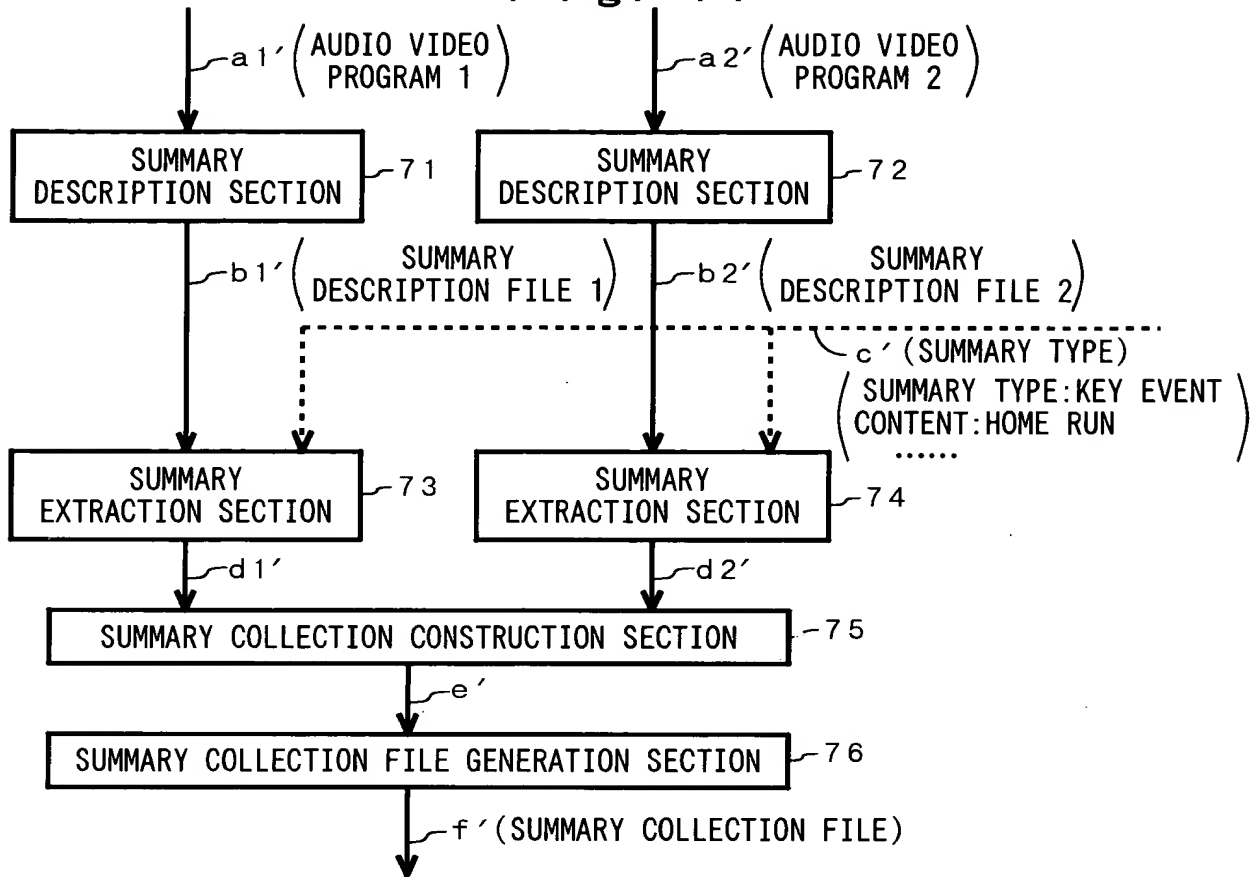 a1′ (AUDIO VIDEO
PROGRAM 1)
a2′ (AUDIO VIDEO
PROGRAM 2)
SUMMARY
DESCRIPTION SECTION
71
SUMMARY
DESCRIPTION SECTION
72
b1′ (SUMMARY
DESCRIPTION FILE 1)
b2′ (SUMMARY
DESCRIPTION FILE 2)
c′ (SUMMARY TYPE)
(SUMMARY TYPE:KEY EVENT
CONTENT:HOME RUN
......)
SUMMARY
EXTRACTION SECTION
73
SUMMARY
EXTRACTION SECTION
74
d1′
d2′
SUMMARY COLLECTION CONSTRUCTION SECTION
75
e′
SUMMARY COLLECTION FILE GENERATION SECTION
76
f′ (SUMMARY COLLECTION FILE)